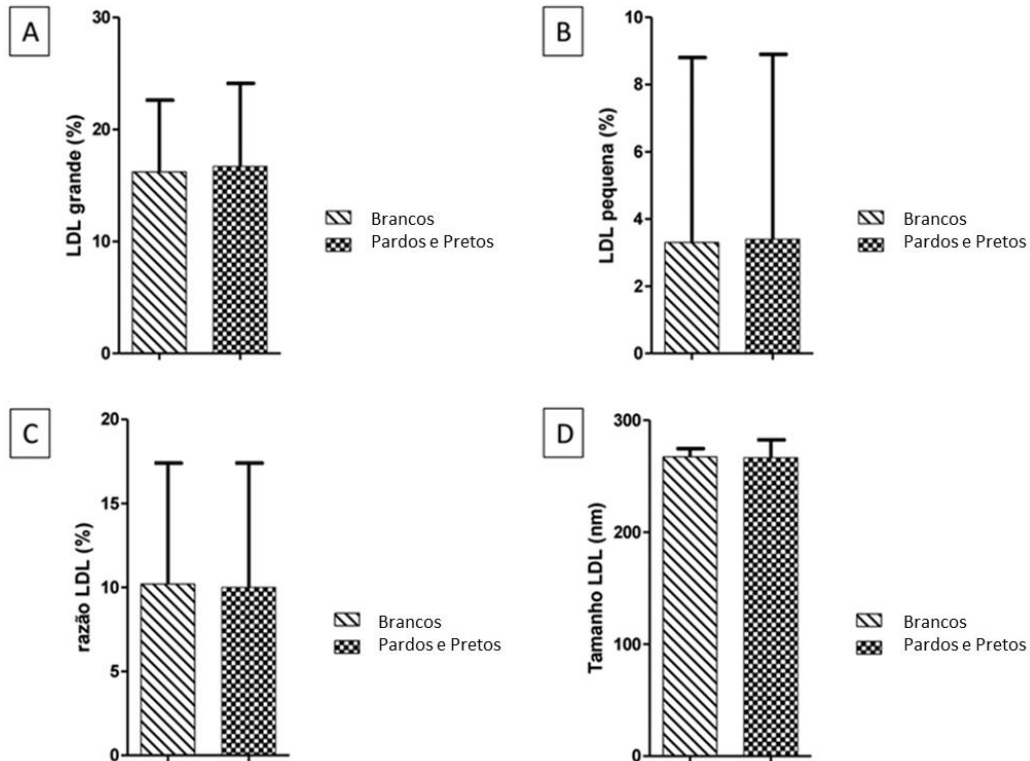 A
LDL grande (%)
30
20
10
0
Brancos
Pardos e Pretos
B
LDL pequena (%)
10
8
6
4
2
0
Brancos
Pardos e Pretos
C
razão LDL (%)
20
15
10
5
0
Brancos
Pardos e Pretos
D
Tamanho LDL (nm)
300
200
100
0
Brancos
Pardos e Pretos